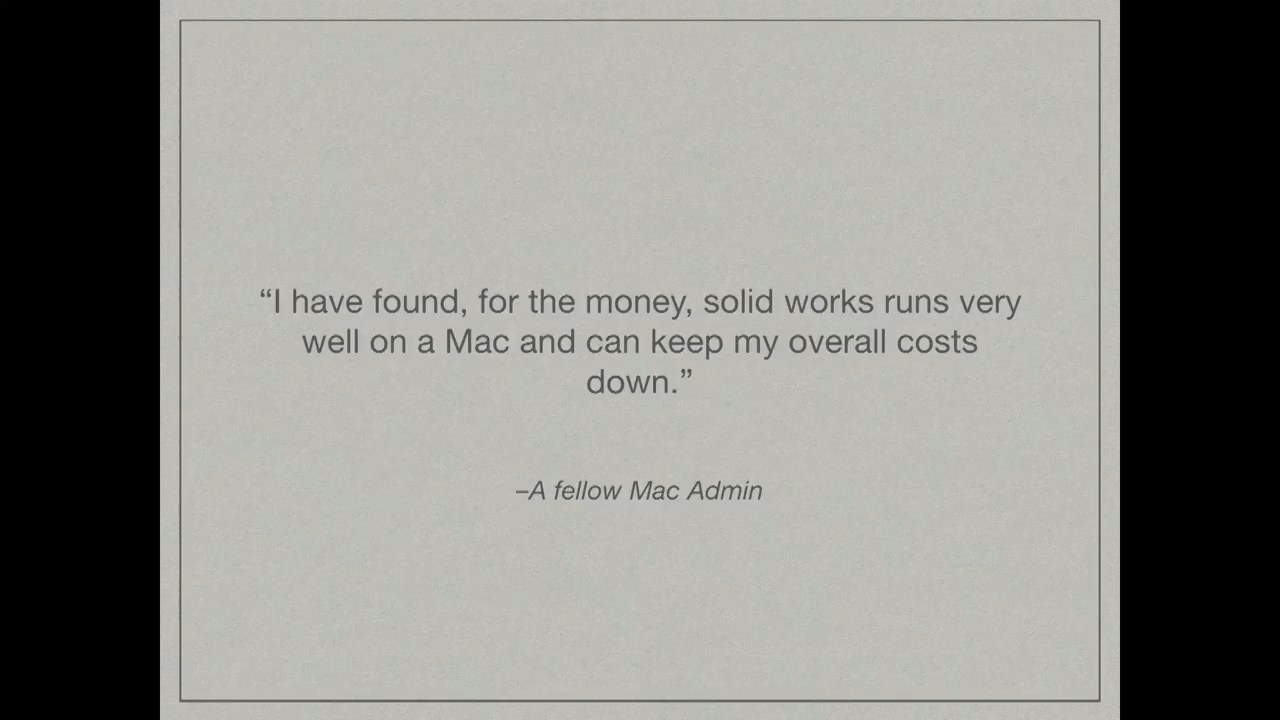 “I have found, for the money, solid works runs very
well on a Mac and can keep my overall costs
down.”
–A fellow Mac Admin